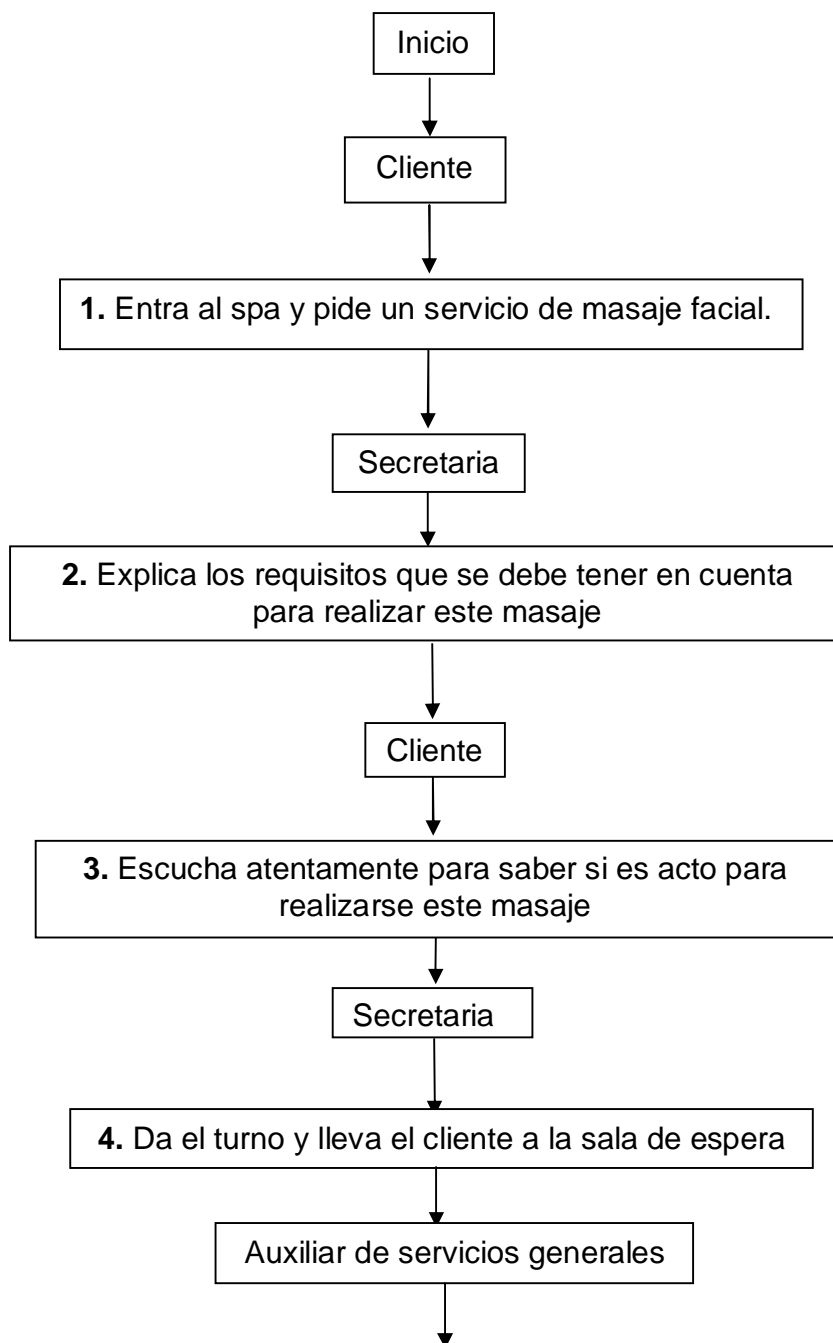 Inicio
Cliente
1. Entra al spa y pide un servicio de masaje facial.
Secretaria
2. Explica los requisitos que se debe tener en cuenta
para realizar este masaje
Cliente
3. Escucha atentamente para saber si es acto para
realizarse este masaje
Secretaria
4. Da el turno y lleva el cliente a la sala de espera
Auxiliar de servicios generales